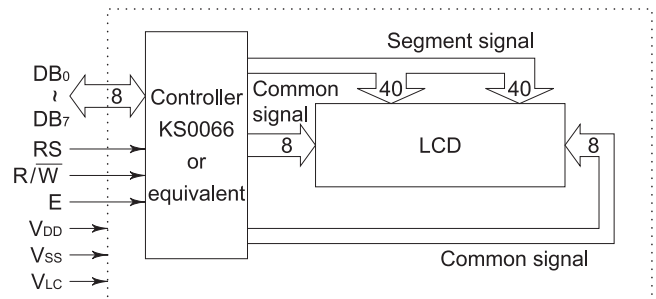 DB0
~
DB7
8
RS
R/W̅
E
VDD
VSS
VLC
Controller
KS0066
or
equivalent
Segment signal
Common
signal
40
40
8
LCD
8
Common signal